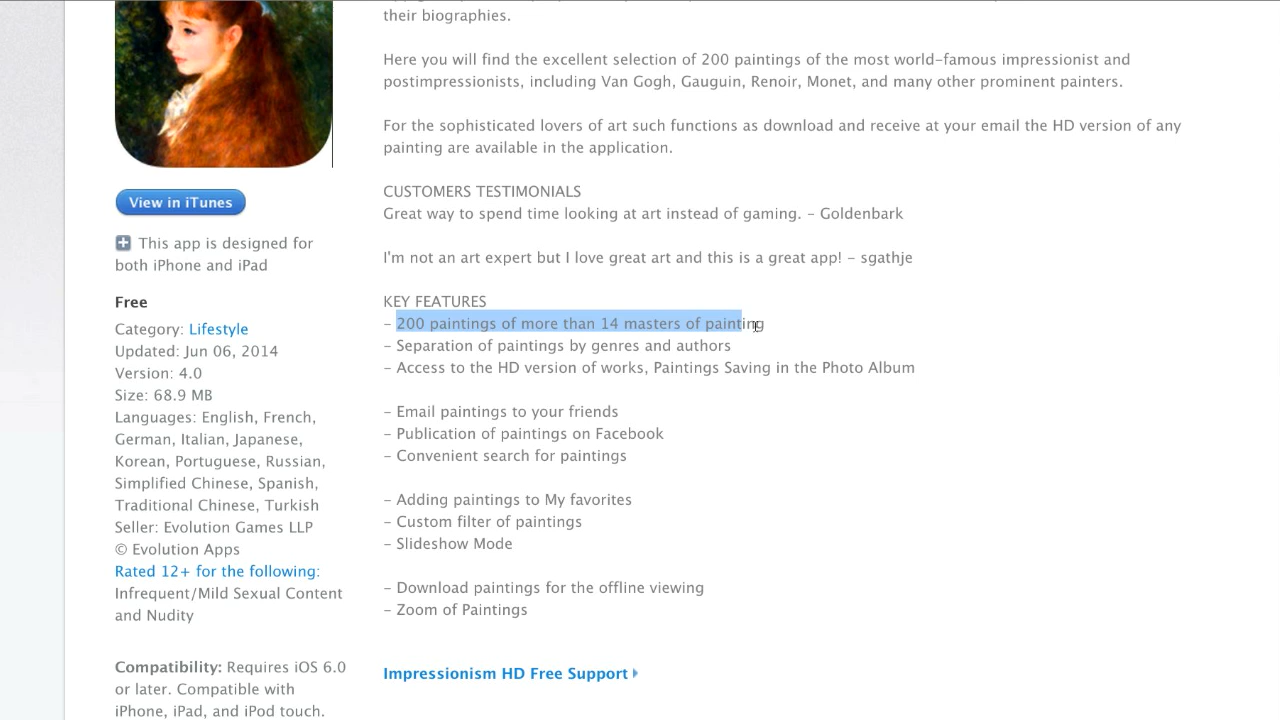 their biographies.
Here you will find the excellent selection of 200 paintings of the most world-famous impressionist and
postimpressionists, including Van Gogh, Gauguin, Renoir, Monet, and many other prominent painters.
For the sophisticated lovers of art such functions as download and receive at your email the HD version of any
painting are available in the application.
CUSTOMERS TESTIMONIALS
Great way to spend time looking at art instead of gaming. - Goldenbark
I'm not an art expert but I love great art and this is a great app! - sgathje
KEY FEATURES
- 200 paintings of more than 14 masters of painting
- Separation of paintings by genres and authors
- Access to the HD version of works, Paintings Saving in the Photo Album
- Email paintings to your friends
- Publication of paintings on Facebook
- Convenient search for paintings
- Adding paintings to My favorites
- Custom filter of paintings
- Slideshow Mode
- Download paintings for the offline viewing
- Zoom of Paintings
Impressionism HD Free Support
View in iTunes
This app is designed for
both iPhone and iPad
Free
Category: Lifestyle
Updated: Jun 06, 2014
Version: 4.0
Size: 68.9 MB
Languages: English, French,
German, Italian, Japanese,
Korean, Portuguese, Russian,
Simplified Chinese, Spanish,
Traditional Chinese, Turkish
Seller: Evolution Games LLP
© Evolution Apps
Rated 12+ for the following:
Infrequent/Mild Sexual Content
and Nudity
Compatibility: Requires iOS 6.0
or later. Compatible with
iPhone, iPad, and iPod touch.